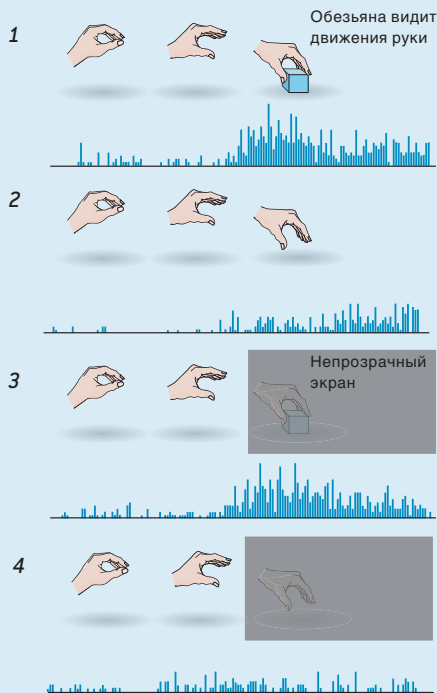 1
Обезьяна видит
движения руки
2
3
Непрозрачный
экран
4